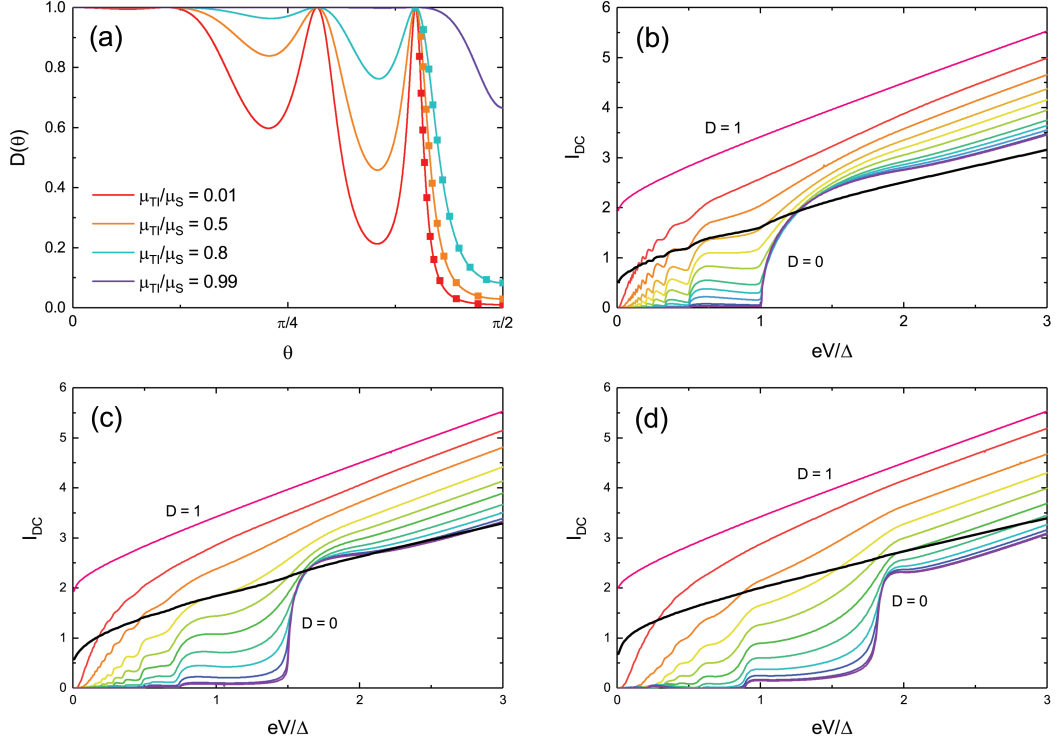 (a)
D(θ)
1.0
0.8
0.6
0.4
0.2
0.0
μTI/μS = 0.01
μTI/μS = 0.5
μTI/μS = 0.8
μTI/μS = 0.99
0 π/4 π/2
θ
(b)
IDC
6
5
4
3
2
1
0
D = 1
D = 0
0 1 2 3
eV/Δ
(c)
IDC
6
5
4
3
2
1
0
D = 1
D = 0
0 1 2 3
eV/Δ
(d)
IDC
6
5
4
3
2
1
0
D = 1
D = 0
0 1 2 3
eV/Δ